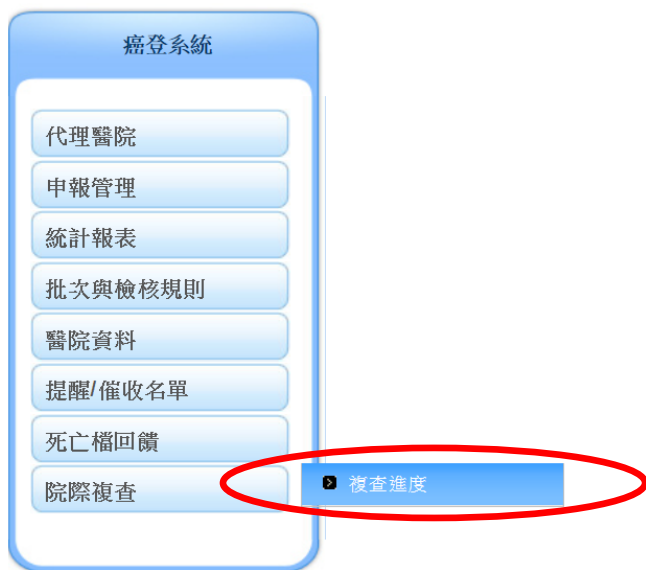 癌登系統
代理醫院
申報管理
統計報表
批次與檢核規則
醫院資料
提醒/催收名單
死亡檔回饋
院際複查
複查進度